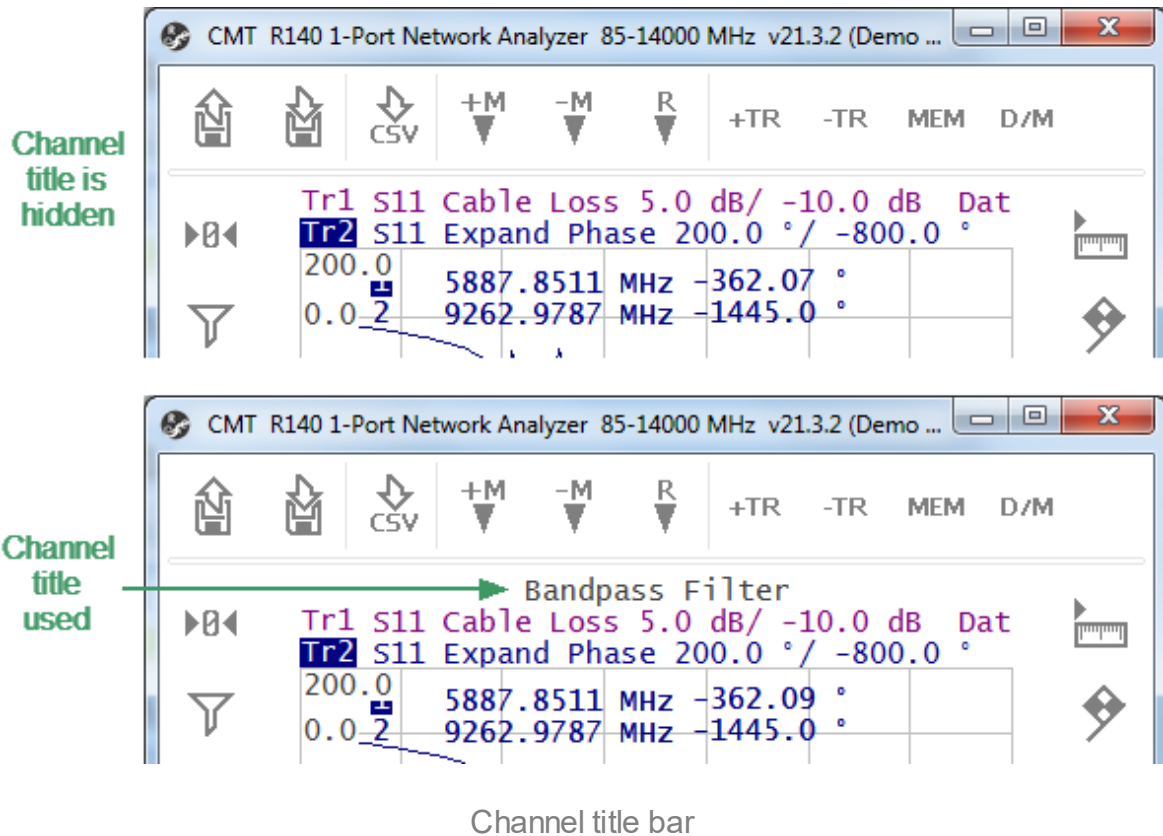 CMT R140 1-Port Network Analyzer 85-14000 MHz v21.3.2 (Demo ...
CSV
+M
-M
R
+TR
-TR
MEM
D/M
Channel
title is
hidden
Tr1 S11 Cable Loss 5.0 dB/ -10.0 dB Dat
▶0◀
Tr2 S11 Expand Phase 200.0 °/ -800.0 °
200.0
5887.8511 MHz -362.07 °
0.0
2
9262.9787 MHz -1445.0 °
CMT R140 1-Port Network Analyzer 85-14000 MHz v21.3.2 (Demo ...
CSV
+M
-M
R
+TR
-TR
MEM
D/M
Channel
title
used
Bandpass Filter
Tr1 S11 Cable Loss 5.0 dB/ -10.0 dB Dat
▶0◀
Tr2 S11 Expand Phase 200.0 °/ -800.0 °
200.0
5887.8511 MHz -362.09 °
0.0
2
9262.9787 MHz -1445.0 °
Channel title bar